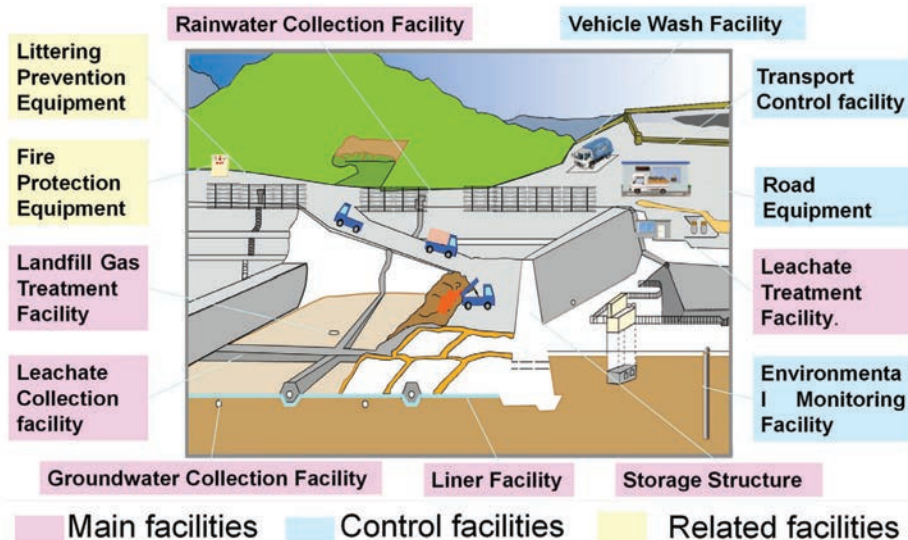 Rainwater Collection Facility
Vehicle Wash Facility
Littering
Prevention
Equipment
Transport
Control facility
Fire
Protection
Equipment
Road
Equipment
Landfill Gas
Treatment
Facility
Leachate
Treatment
Facility.
Leachate
Collection
facility
Environmenta
l Monitoring
Facility
Groundwater Collection Facility
Liner Facility
Storage Structure
Main facilities
Control facilities
Related facilities